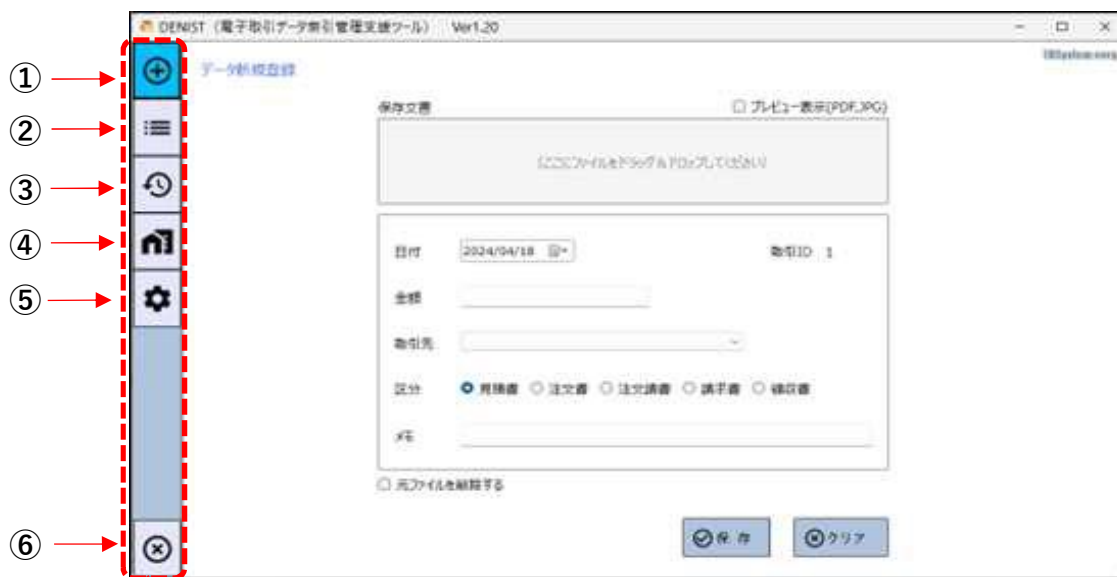 DENIST（電子取引データ索引管理支援ツール） Ver1.20
①
データ新規登録
保存文書
プレビュー表示(PDF,JPG)
②
(ここにファイルをドラッグ&ドロップしてください)
③
④
日付
2024/04/18
取引ID 1
⑤
金額
取引先
区分
見積書
注文書
注文請書
請求書
領収書
メモ
元ファイルを削除する
⑥
保存
クリア